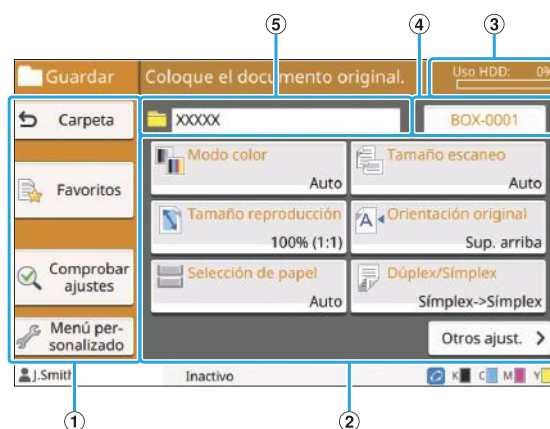 ⑤ ④ ③
Guardar
Coloque el documento original.
Uso HDD: 0%
Carpeta
XXXXX
BOX-0001
Modo color
Auto
Tamaño escaneo
Auto
Favoritos
Tamaño reproducción
100% (1:1)
Orientación original
Sup. arriba
Comprobar
ajustes
Selección de papel
Auto
Dúplex/Símplex
Símplex->Símplex
Menú per-
sonalizado
Otros ajust.
J.Smith
Inactivo
K C M Y
① ②